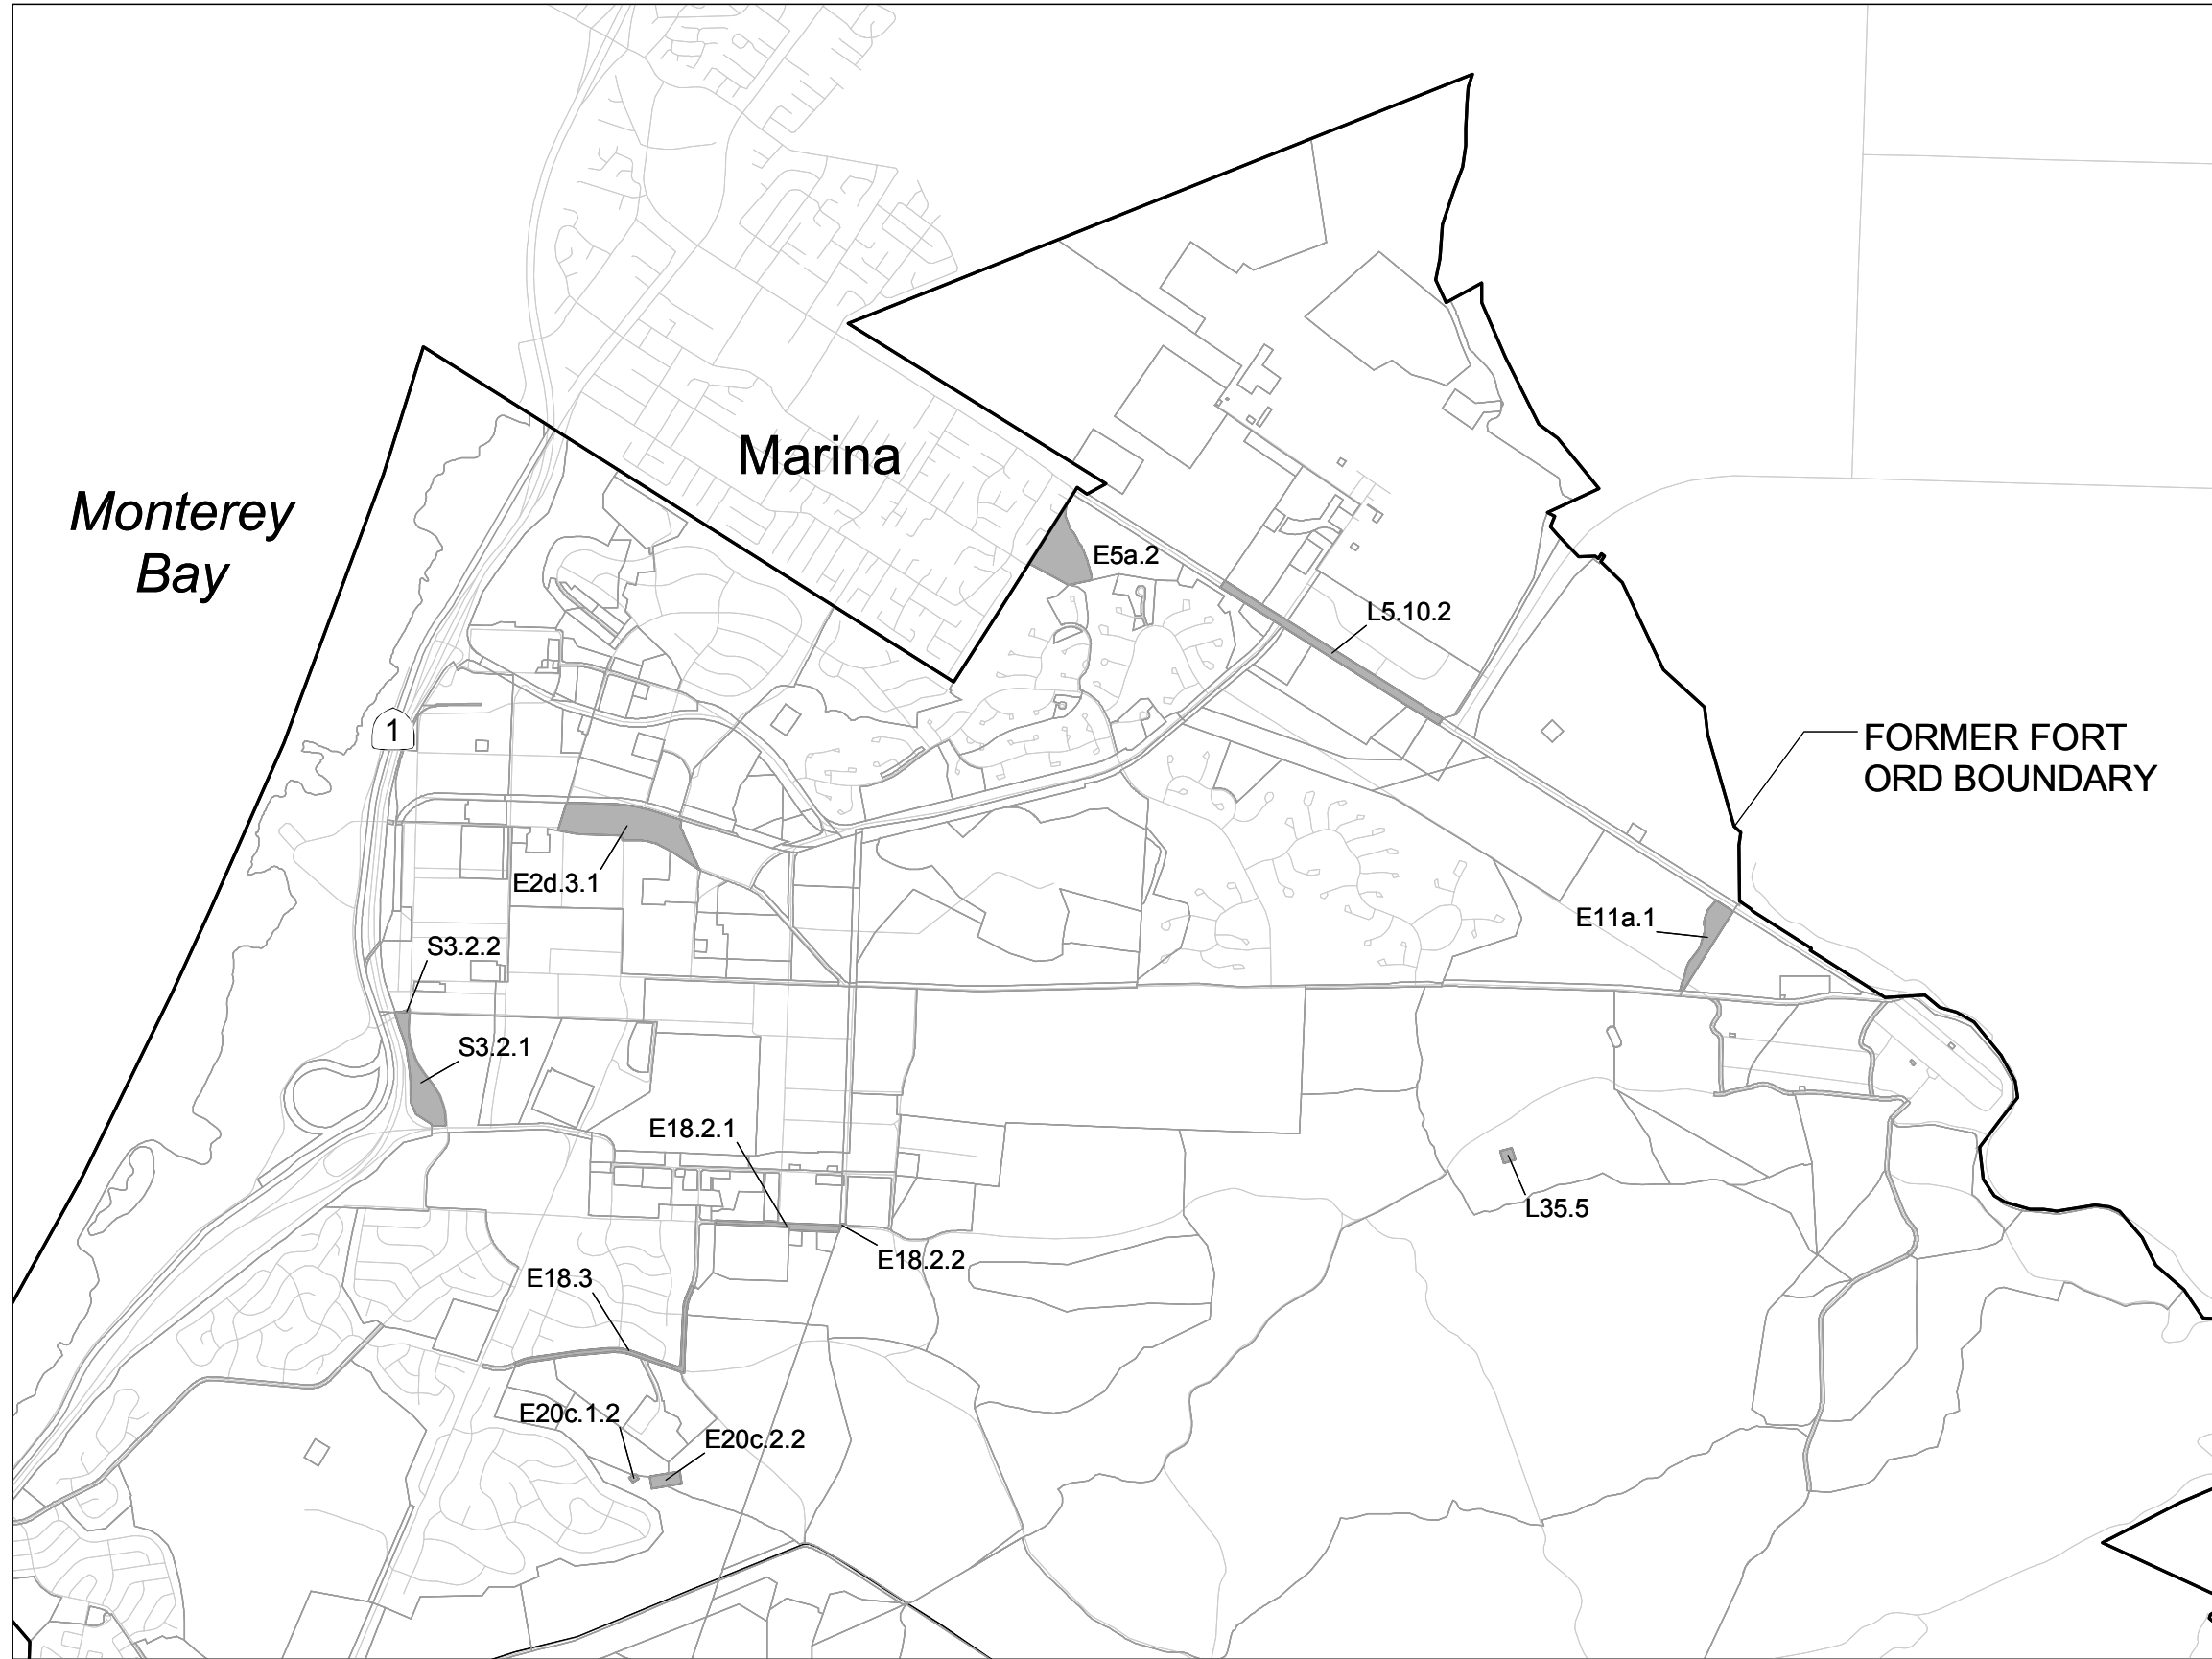 Marina
Monterey
Bay
E5a.2
L5.10.2
1
FORMER FORT
ORD BOUNDARY
E2d.3.1
E11a.1
S3.2.2
S3.2.1
E18.2.1
L35.5
E18.2.2
E18.3
E20c.1.2
E20c.2.2